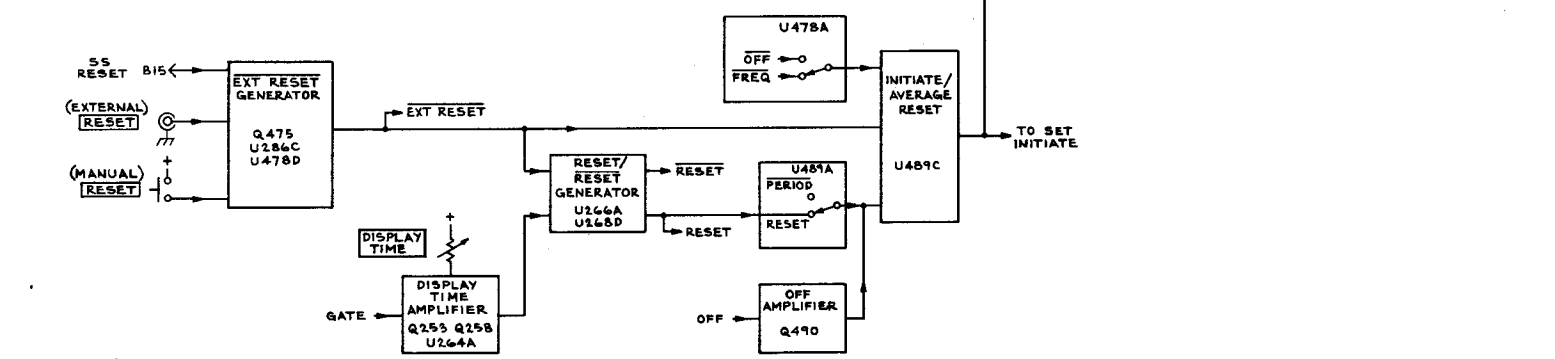 SS
RESET B15
(EXTERNAL)
RESET
+
(MANUAL)
RESET
EXT RESET
GENERATOR
Q475
U286C
U478D
EXT RESET
DISPLAY
TIME
+
GATE
DISPLAY
TIME
AMPLIFIER
Q253 Q258
U264A
RESET/
RESET
GENERATOR
U266A
U268D
RESET
RESET
U478A
OFF
FREQ
U489A
PERIOD
RESET
OFF
OFF
AMPLIFIER
Q490
INITIATE/
AVERAGE
RESET
U489C
TO SET
INITIATE